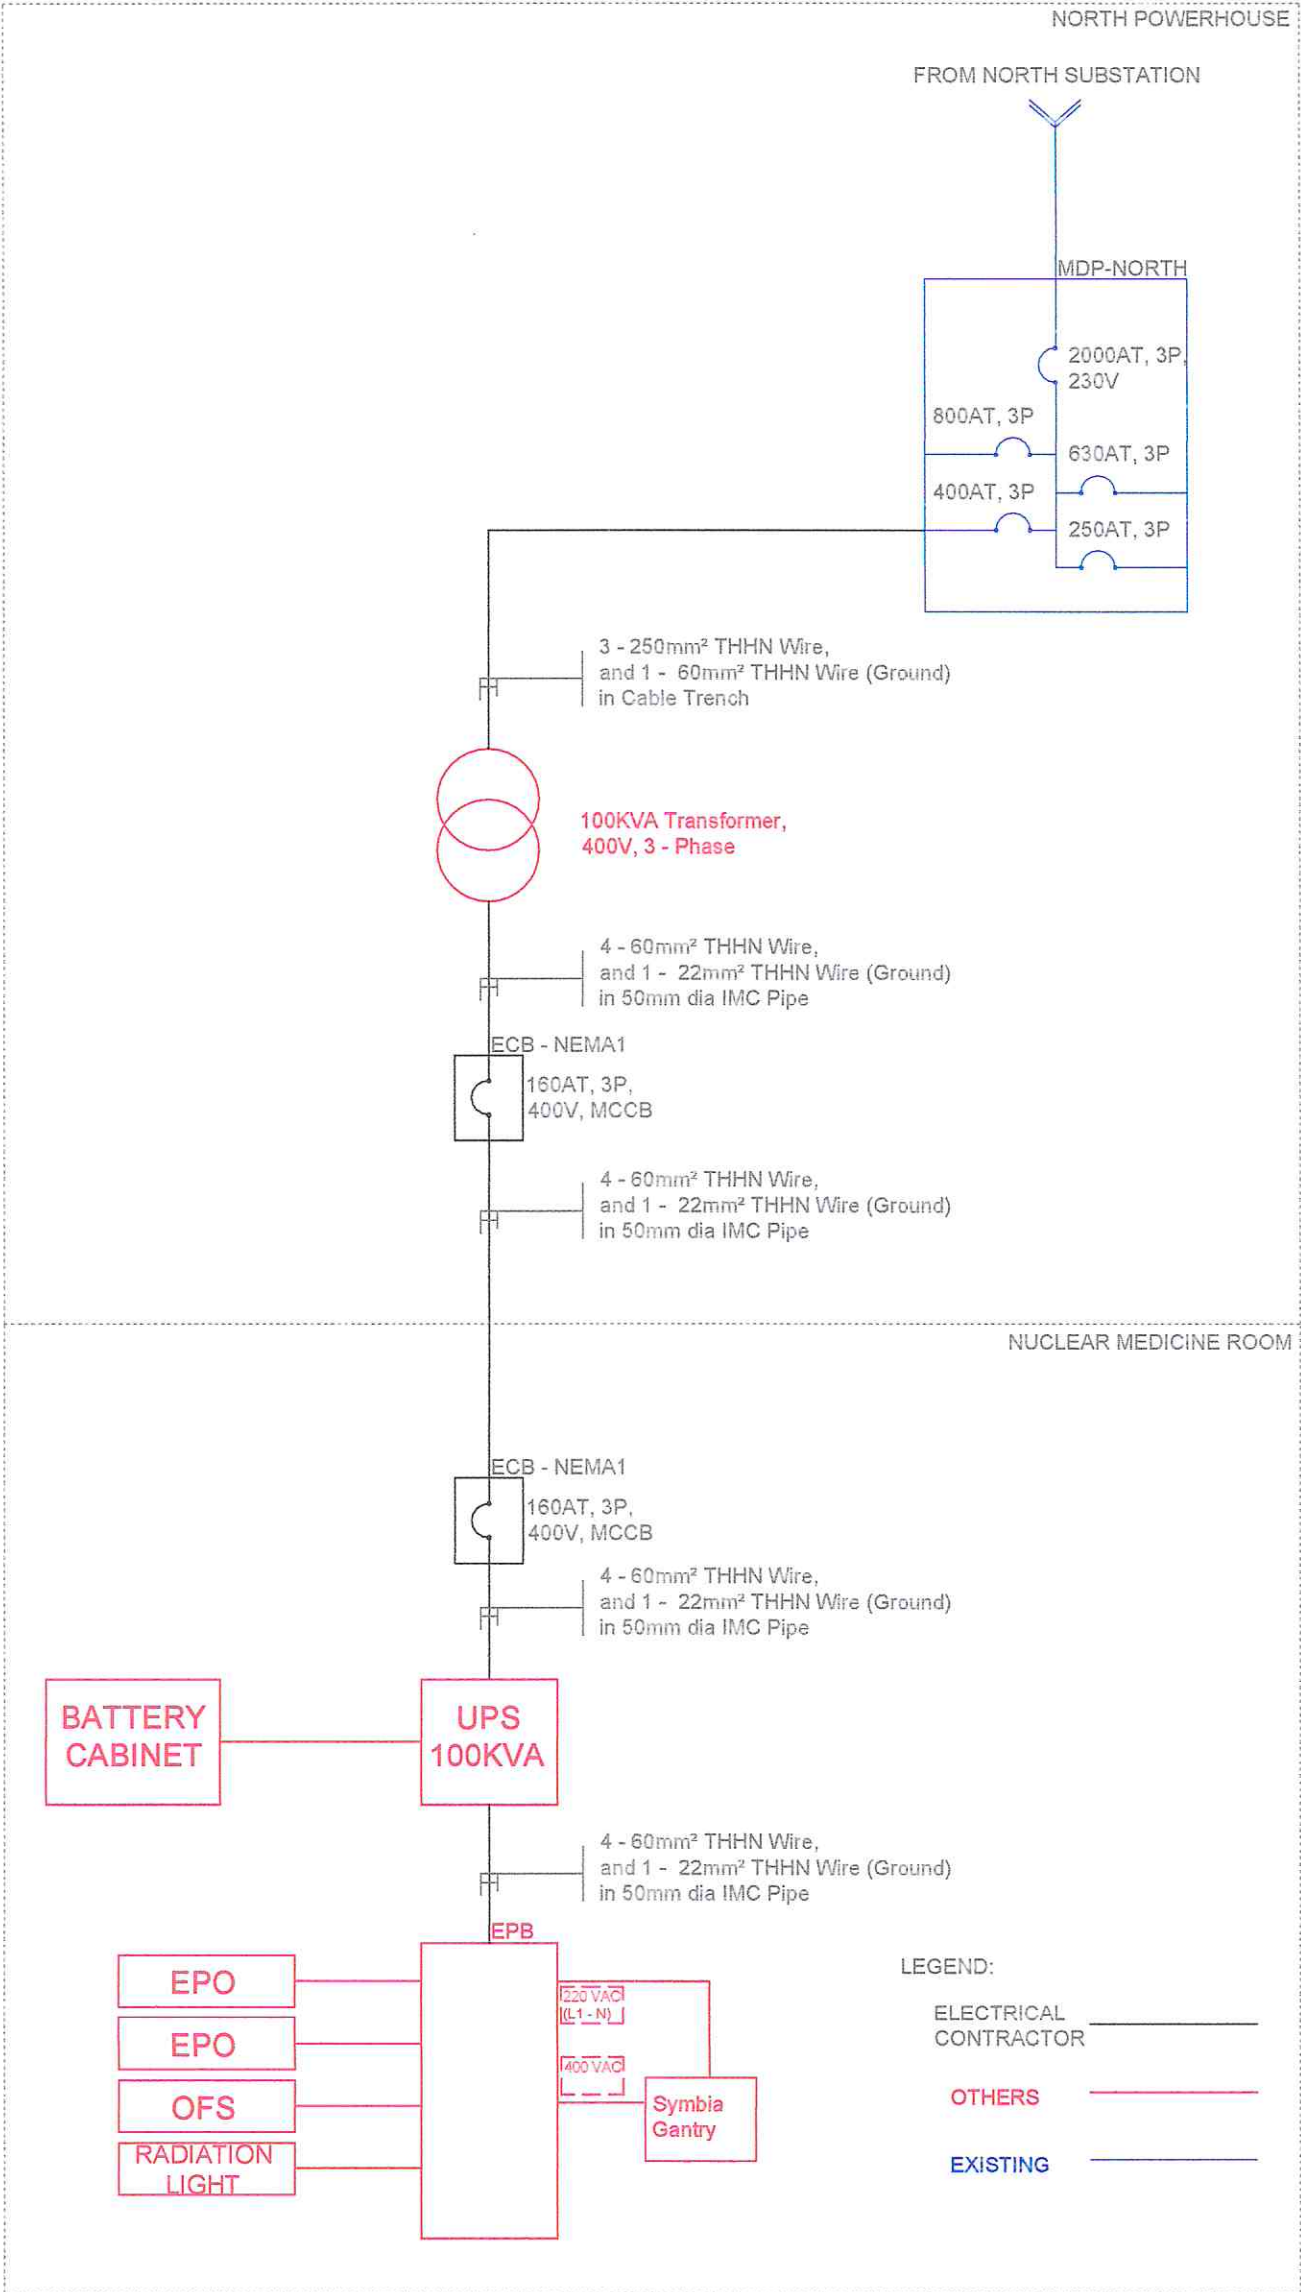 NORTH POWERHOUSE
FROM NORTH SUBSTATION
MDP-NORTH
2000AT, 3P,
230V
800AT, 3P
630AT, 3P
400AT, 3P
250AT, 3P
3 - 250mm² THHN Wire,
and 1 - 60mm² THHN Wire (Ground)
in Cable Trench
100KVA Transformer,
400V, 3 - Phase
4 - 60mm² THHN Wire,
and 1 - 22mm² THHN Wire (Ground)
in 50mm dia IMC Pipe
ECB - NEMA1
160AT, 3P,
400V, MCCB
4 - 60mm² THHN Wire,
and 1 - 22mm² THHN Wire (Ground)
in 50mm dia IMC Pipe
NUCLEAR MEDICINE ROOM
ECB - NEMA1
160AT, 3P,
400V, MCCB
4 - 60mm² THHN Wire,
and 1 - 22mm² THHN Wire (Ground)
in 50mm dia IMC Pipe
BATTERY
CABINET
UPS
100KVA
4 - 60mm² THHN Wire,
and 1 - 22mm² THHN Wire (Ground)
in 50mm dia IMC Pipe
EPB
EPO
EPO
OFS
RADIATION
LIGHT
220 VAC
(L1 - N)
400 VAC
Symbia
Gantry
LEGEND:
ELECTRICAL
CONTRACTOR
OTHERS
EXISTING